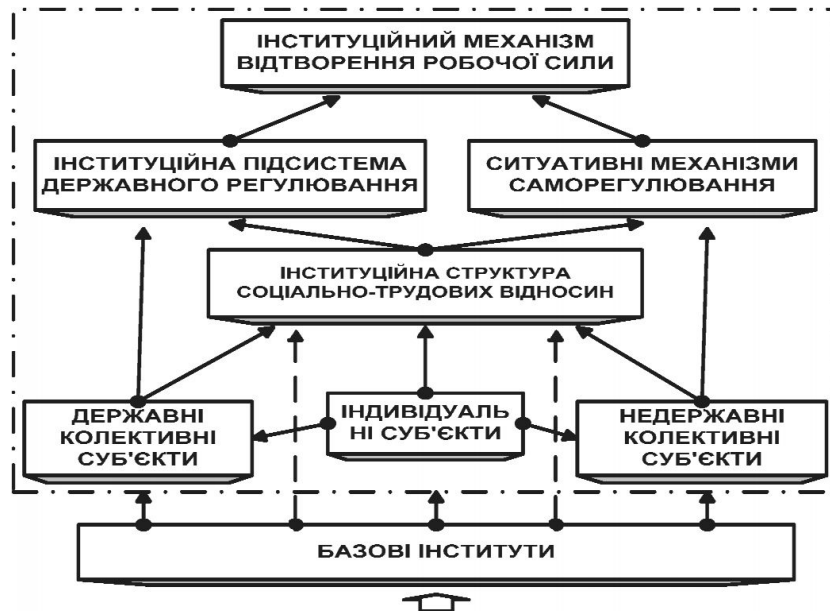 ІНСТИТУЦІЙНИЙ МЕХАНІЗМ
ВІДТВОРЕННЯ РОБОЧОЇ СИЛИ
ІНСТИТУЦІЙНА ПІДСИСТЕМА
ДЕРЖАВНОГО РЕГУЛЮВАННЯ
СИТУАТИВНІ МЕХАНІЗМИ
САМОРЕГУЛЮВАННЯ
ІНСТИТУЦІЙНА СТРУКТУРА
СОЦІАЛЬНО-ТРУДОВИХ ВІДНОСИН
ДЕРЖАВНІ
КОЛЕКТИВНІ
СУБ'ЄКТИ
ІНДИВІДУАЛЬ
НІ СУБ'ЄКТИ
НЕДЕРЖАВНІ
КОЛЕКТИВНІ
СУБ'ЄКТИ
БАЗОВІ ІНСТИТУТИ